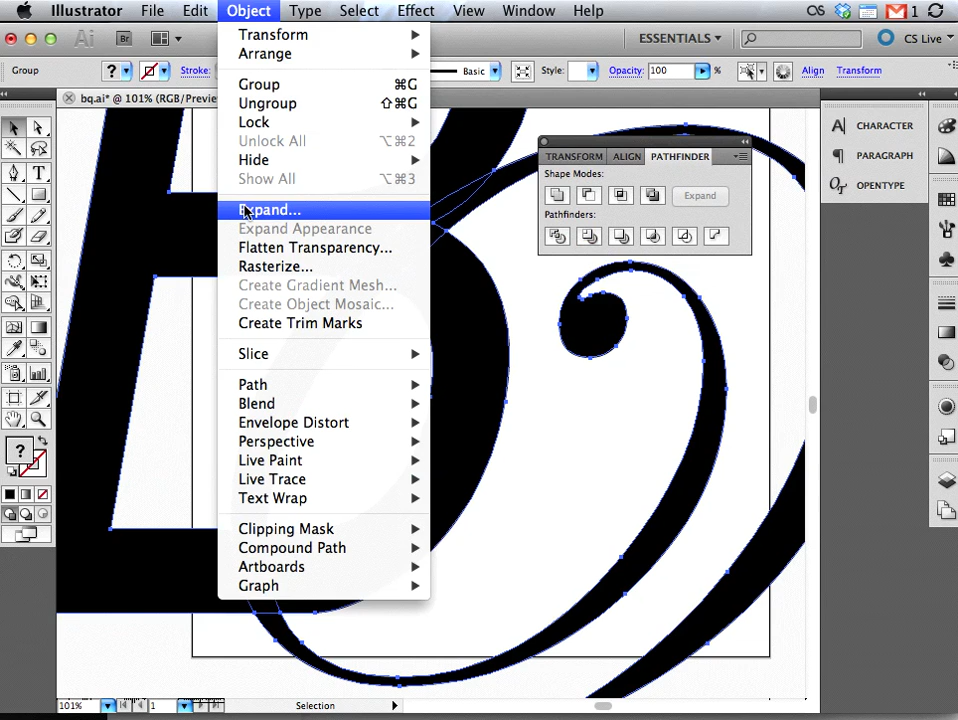 Illustrator File Edit Object Type Select Effect View Window Help 1
Ai Br ESSENTIALS CS Live
Group ? Stroke: Basic Style: Opacity: 100 Align Transform
bq.ai* @ 101% (RGB/Preview
Transform
Arrange
Group ⌘G
Ungroup ⇧⌘G
Lock
Unlock All ⌥⌘2
Hide
Show All ⌥⌘3
Expand...
Expand Appearance
Flatten Transparency...
Rasterize...
Create Gradient Mesh...
Create Object Mosaic...
Create Trim Marks
Slice
Path
Blend
Envelope Distort
Perspective
Live Paint
Live Trace
Text Wrap
Clipping Mask
Compound Path
Artboards
Graph
TRANSFORM ALIGN PATHFINDER
Shape Modes:
Expand
Pathfinders:
CHARACTER
PARAGRAPH
OPENTYPE
?
101% 1 Selection